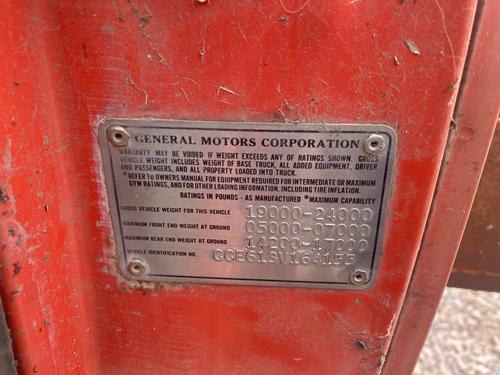 GENERAL MOTORS CORPORATION
WARRANTY MAY BE VOIDED IF WEIGHT EXCEEDS ANY OF RATINGS SHOWN. GROSS
VEHICLE WEIGHT INCLUDES WEIGHT OF BASE TRUCK, ALL ADDED EQUIPMENT, DRIVER
AND PASSENGERS, AND ALL PROPERTY LOADED INTO TRUCK.
*REFER TO OWNERS MANUAL FOR EQUIPMENT REQUIRED FOR INTERMEDIATE OR MAXIMUM
GVW RATINGS, AND FOR OTHER LOADING INFORMATION, INCLUDING TIRE INFLATION.
RATINGS IN POUNDS - AS MANUFACTURED *MAXIMUM CAPABILITY
GROSS VEHICLE WEIGHT FOR THIS VEHICLE 19000-24000
MAXIMUM FRONT END WEIGHT AT GROUND 05000-07000
MAXIMUM REAR END WEIGHT AT GROUND 14200-17000
VEHICLE IDENTIFICATION NO. CCE61SV164155